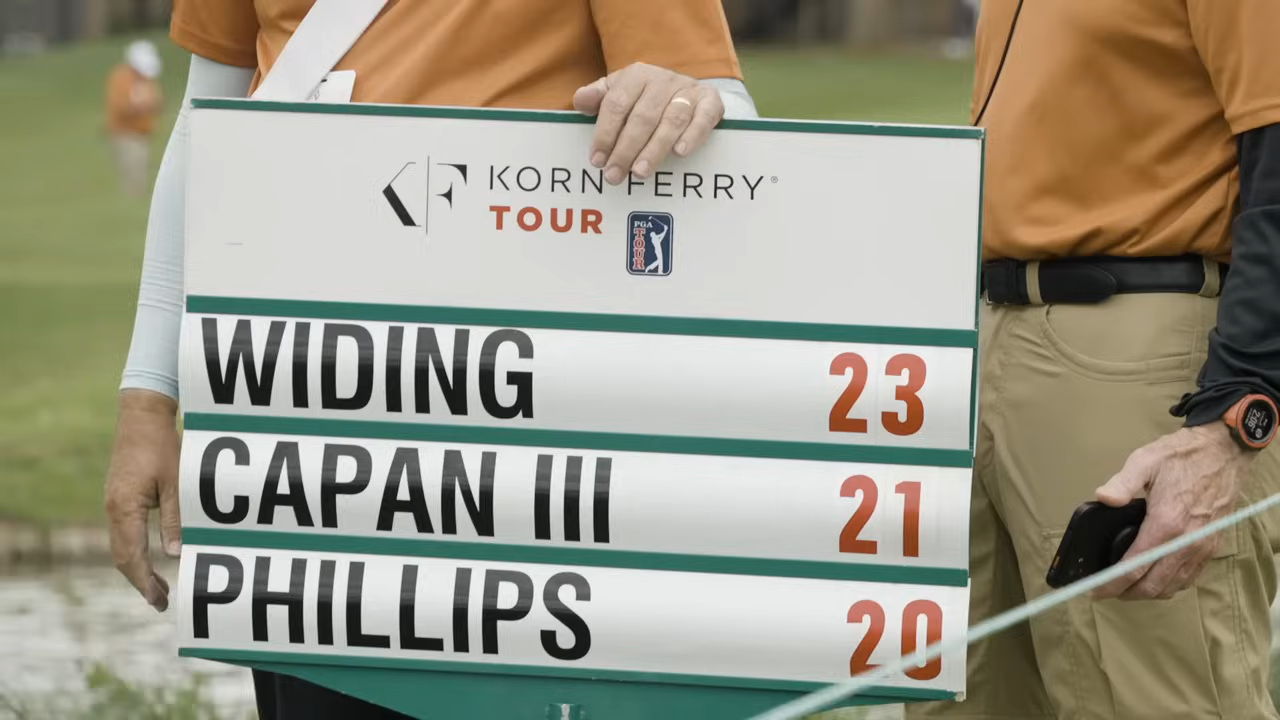 KORN FERRY®
TOUR
PGA
TOUR
WIDING 23
CAPAN III 21
PHILLIPS 20